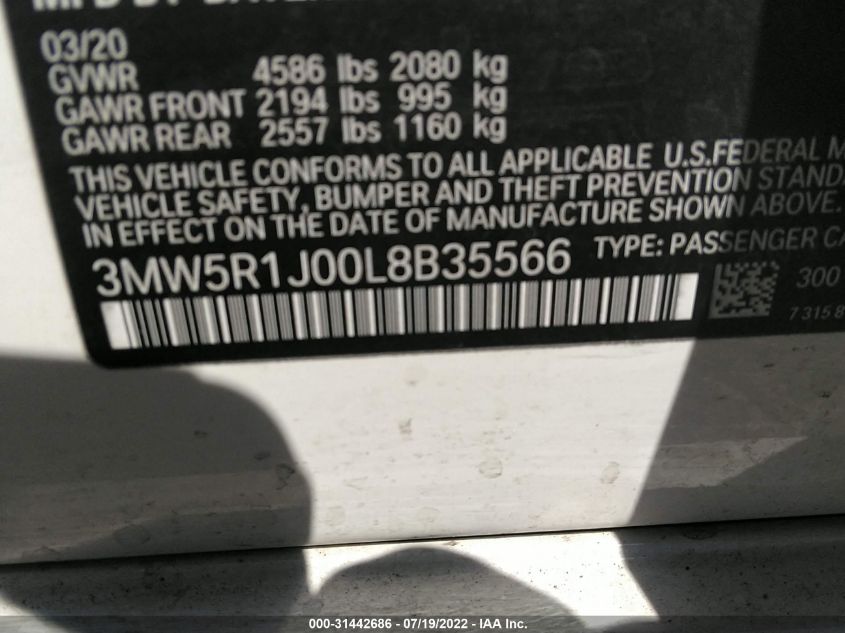 MFD BY
03/20
GVWR 4586 lbs 2080 kg
GAWR FRONT 2194 lbs 995 kg
GAWR REAR 2557 lbs 1160 kg
THIS VEHICLE CONFORMS TO ALL APPLICABLE U.S.FEDERAL M
VEHICLE SAFETY, BUMPER AND THEFT PREVENTION STAND
IN EFFECT ON THE DATE OF MANUFACTURE SHOWN ABOVE.
3MW5R1J00L8B35566 TYPE: PASSENGER CA
300
7 315 8
000-31442686 - 07/19/2022 - IAA Inc.